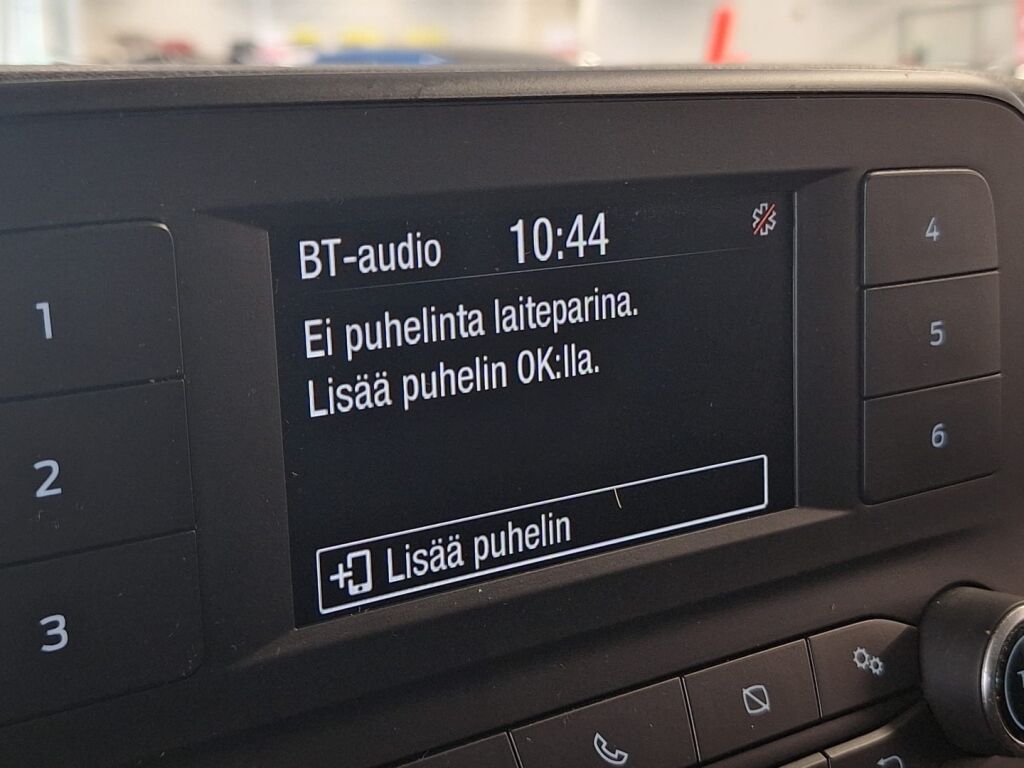 BT-audio 10:44
Ei puhelinta laiteparina.
Lisää puhelin OK:lla.
Lisää puhelin
1
2
3
4
5
6